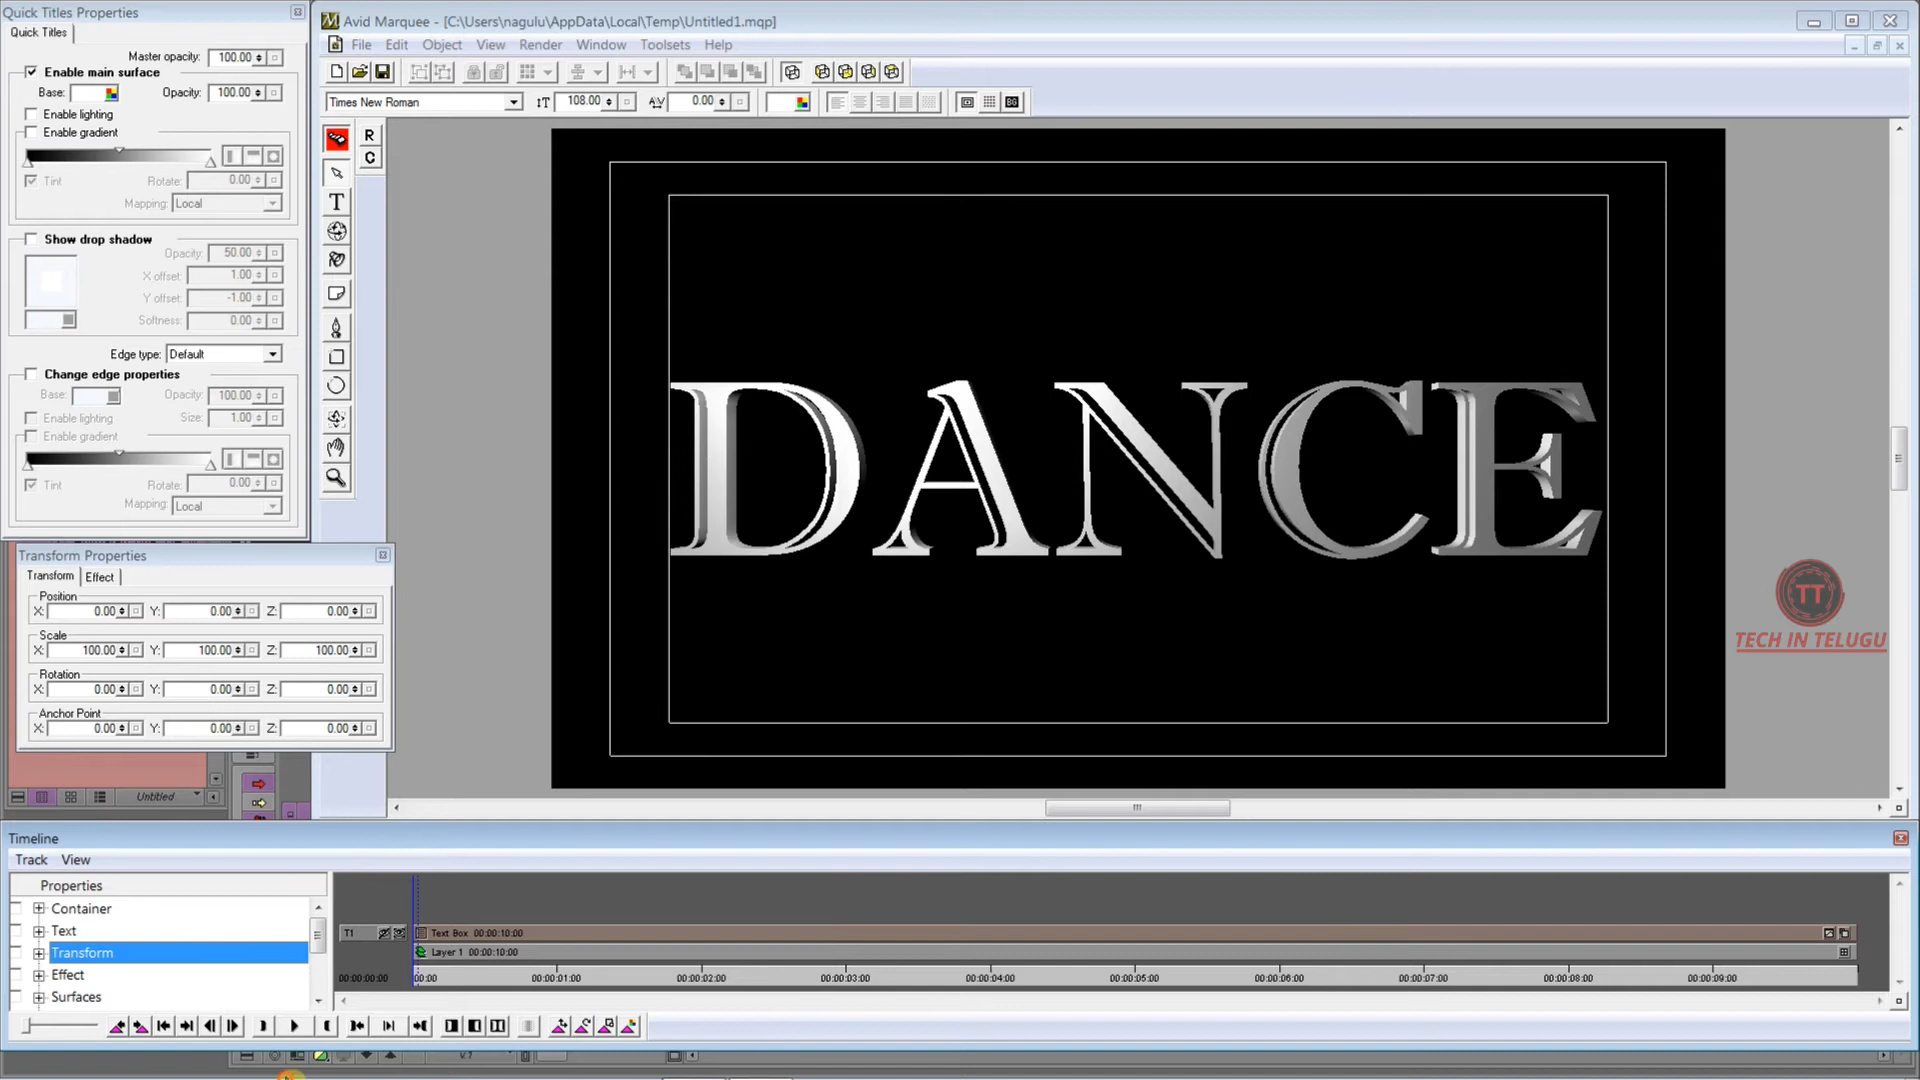 Quick Titles Properties
Quick Titles
Master opacity: 100.00
Enable main surface
Base: Opacity: 100.00
Enable lighting
Enable gradient
Tint Rotate: 0.00
Mapping: Local
Show drop shadow
Opacity: 50.00
X offset: 1.00
Y offset: -1.00
Softness: 0.00
Edge type: Default
Change edge properties
Base: Opacity: 100.00
Enable lighting Size: 1.00
Enable gradient
Tint Rotate: 0.00
Mapping: Local
Avid Marquee - [C:\Users\nagulu\AppData\Local\Temp\Untitled1.mqp]
File Edit Object View Render Window Toolsets Help
Times New Roman 108.00 AV 0.00 BG
R
C
T
DANCE
TT
TECH IN TELUGU
Transform Properties
Transform Effect
Position
X: 0.00 Y: 0.00 Z: 0.00
Scale
X: 100.00 Y: 100.00 Z: 100.00
Rotation
X: 0.00 Y: 0.00 Z: 0.00
Anchor Point
X: 0.00 Y: 0.00 Z: 0.00
Untitled
Timeline
Track View
Properties
Container
Text
Transform
Effect
Surfaces
T1 Text Box 00:00:10:00
Layer 1 00:00:10:00
00:00:00:00 00:00 00:00:01:00 00:00:02:00 00:00:03:00 00:00:04:00 00:00:05:00 00:00:06:00 00:00:07:00 00:00:08:00 00:00:09:00
V.7